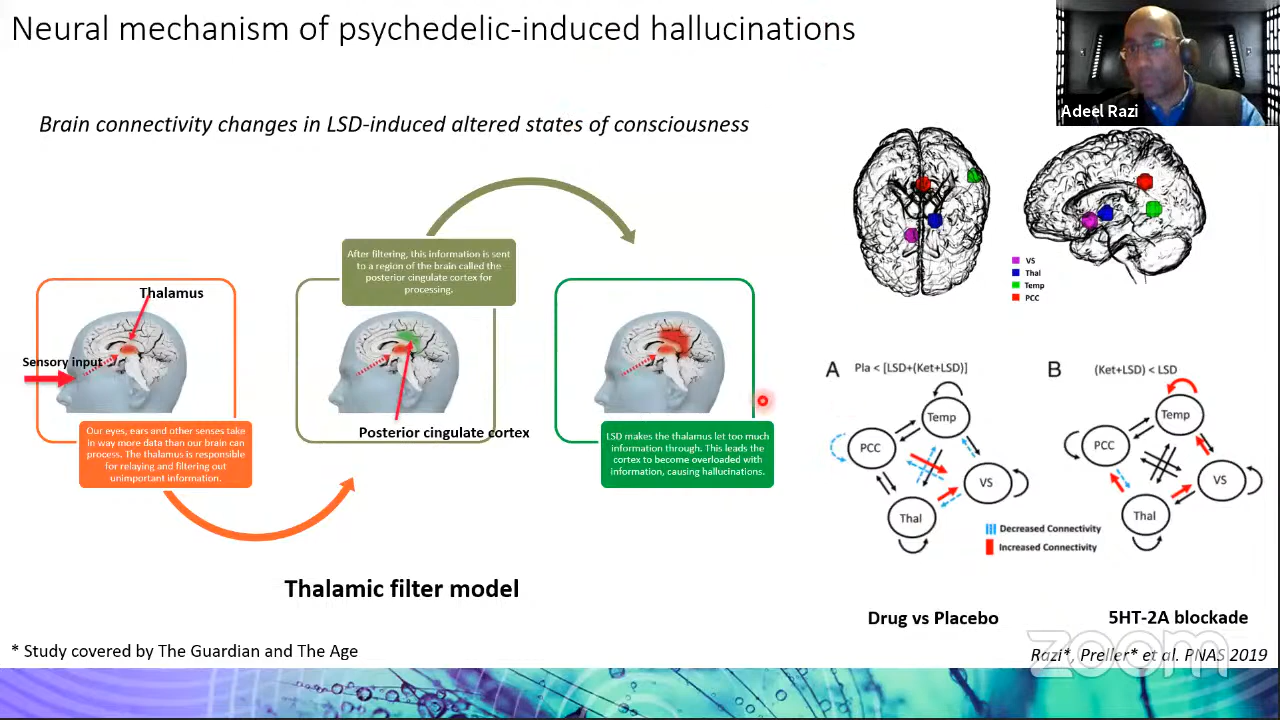 Neural mechanism of psychedelic-induced hallucinations
Adeel Razi
Brain connectivity changes in LSD-induced altered states of consciousness
Thalamus
Sensory input
Our eyes, ears and other senses take
in way more data than our brain can
process. The thalamus is responsible
for relaying and filtering out
unimportant information.
After filtering, this information is sent
to a region of the brain called the
posterior cingulate cortex for
processing.
Posterior cingulate cortex
LSD makes the thalamus let too much
information through. This leads the
cortex to become overloaded with
information, causing hallucinations.
Thalamic filter model
* Study covered by The Guardian and The Age
VS
Thal
Temp
PCC
A
Pla < [LSD+(Ket+LSD)]
Temp
PCC
VS
Thal
B
(Ket+LSD) < LSD
Temp
PCC
VS
Thal
Decreased Connectivity
Increased Connectivity
Drug vs Placebo
5HT-2A blockade
Razi*, Preller* et al. PNAS 2019
zoom